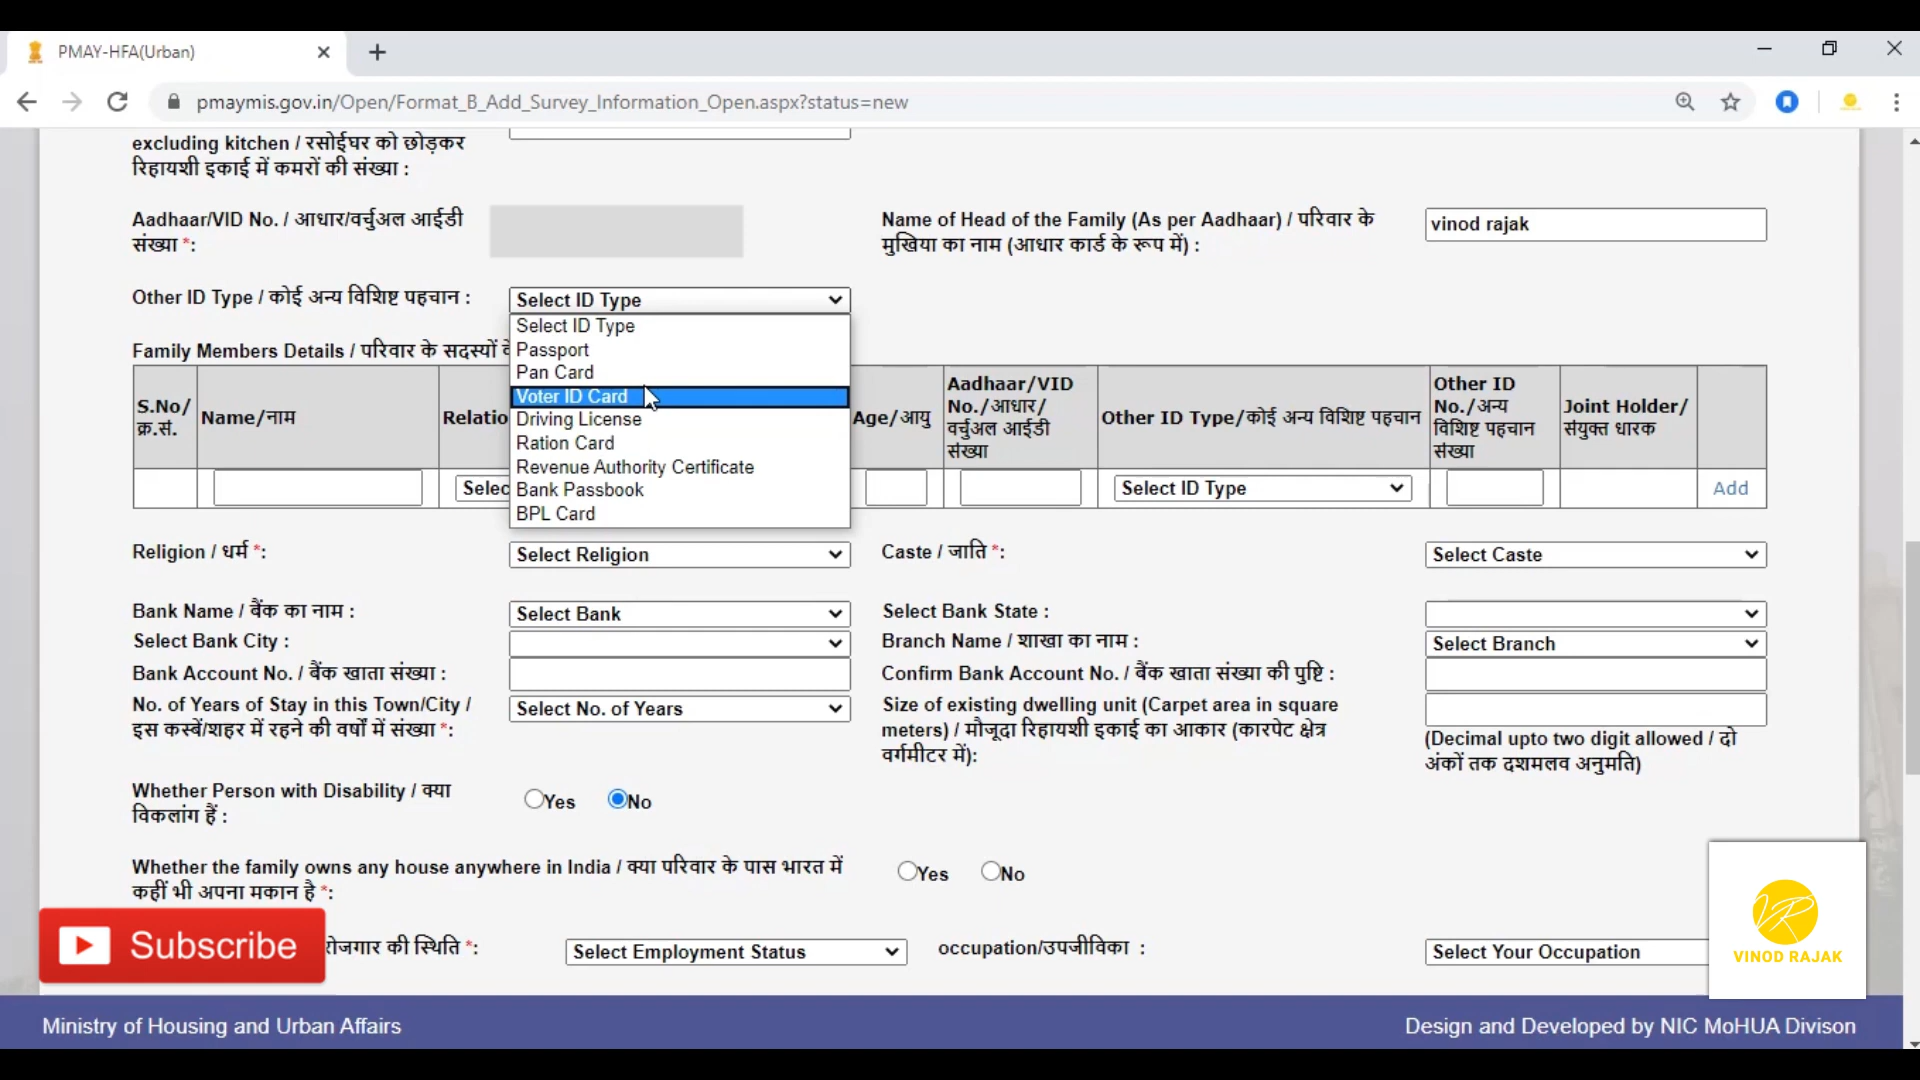 PMAY-HFA(Urban)
pmaymis.gov.in/Open/Format_B_Add_Survey_Information_Open.aspx?status=new
excluding kitchen / रसोईघर को छोड़कर
रिहायशी इकाई में कमरों की संख्या :
Aadhaar/VID No. / आधार/वर्चुअल आईडी
संख्या *:
Name of Head of the Family (As per Aadhaar) / परिवार के
मुखिया का नाम (आधार कार्ड के रूप में) :
vinod rajak
Other ID Type / कोई अन्य विशिष्ट पहचान :
Select ID Type
Select ID Type
Passport
Pan Card
Voter ID Card
Driving License
Ration Card
Revenue Authority Certificate
Bank Passbook
BPL Card
Family Members Details / परिवार के सदस्यों
S.No/
क्र.सं.
Name/नाम
Relatio
Age/आयु
Aadhaar/VID
No./आधार/
वर्चुअल आईडी
संख्या
Other ID Type/कोई अन्य विशिष्ट पहचान
Other ID
No./अन्य
विशिष्ट पहचान
संख्या
Joint Holder/
संयुक्त धारक
Selec
Select ID Type
Add
Religion / धर्म *:
Select Religion
Caste / जाति *:
Select Caste
Bank Name / बैंक का नाम :
Select Bank
Select Bank State :
Select Bank City :
Branch Name / शाखा का नाम :
Select Branch
Bank Account No. / बैंक खाता संख्या :
Confirm Bank Account No. / बैंक खाता संख्या की पुष्टि :
No. of Years of Stay in this Town/City /
इस कस्बें/शहर में रहने की वर्षों में संख्या *:
Select No. of Years
Size of existing dwelling unit (Carpet area in square
meters) / मौजूदा रिहायशी इकाई का आकार (कारपेट क्षेत्र
वर्गमीटर में):
(Decimal upto two digit allowed / दो
अंकों तक दशमलव अनुमति)
Whether Person with Disability / क्या
विकलांग हैं :
Yes No
Whether the family owns any house anywhere in India / क्या परिवार के पास भारत में
कहीं भी अपना मकान है *:
Yes No
Subscribe
रोजगार की स्थिति *:
Select Employment Status
occupation/उपजीविका :
Select Your Occupation
VR
VINOD RAJAK
Ministry of Housing and Urban Affairs
Design and Developed by NIC MoHUA Divison